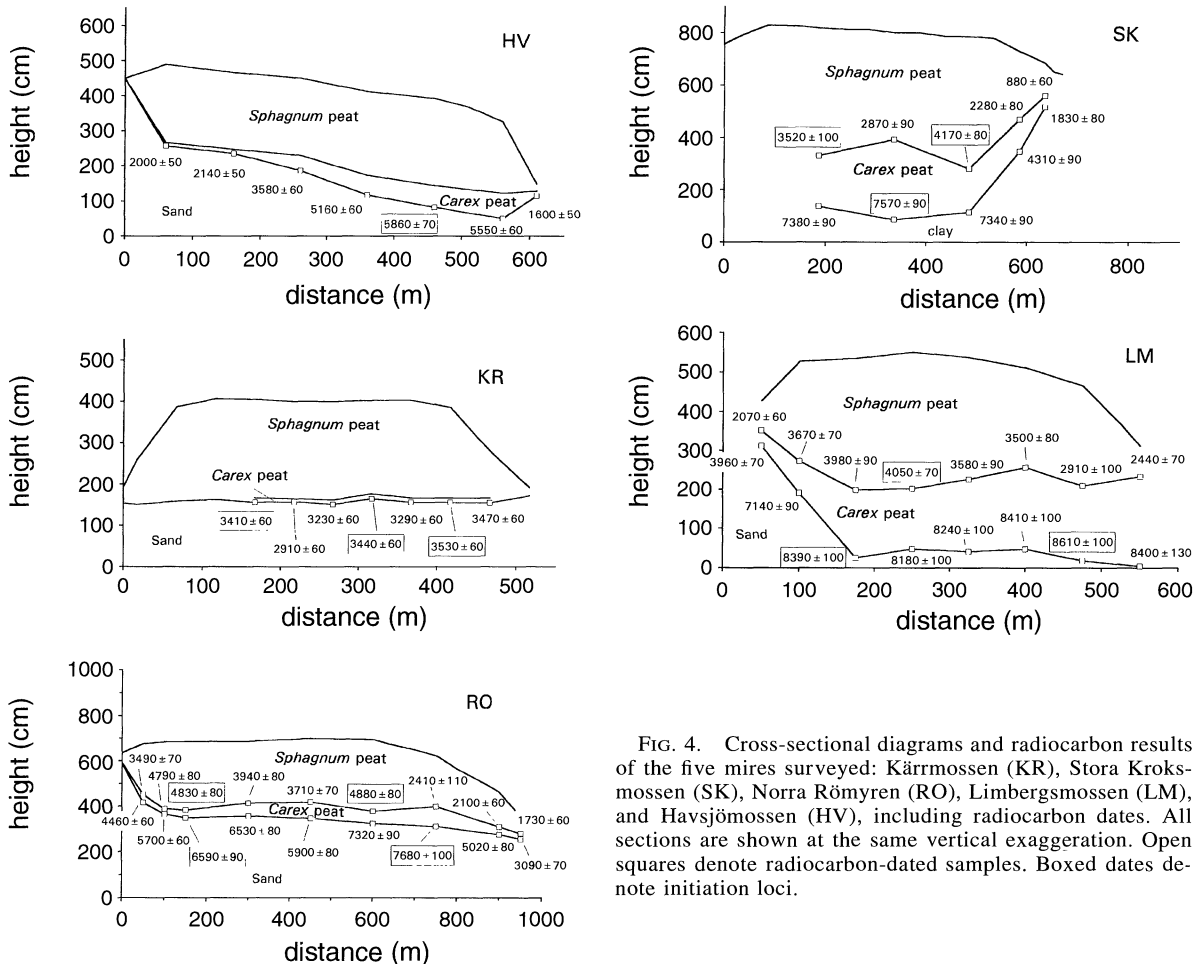 HV
height (cm)
600
500
400
300
200
100
0
Sphagnum peat
2000 ± 50
2140 ± 50
3580 ± 60
5160 ± 60
5860 ± 70
5550 ± 60
1600 ± 50
Carex peat
Sand
0 100 200 300 400 500 600
distance (m)
SK
height (cm)
800
600
400
200
0
Sphagnum peat
880 ± 60
2280 ± 80
1830 ± 80
2870 ± 90
3520 ± 100
4170 ± 80
4310 ± 90
Carex peat
7570 ± 90
7380 ± 90
7340 ± 90
clay
0 200 400 600 800
distance (m)
KR
height (cm)
500
400
300
200
100
0
Sphagnum peat
Carex peat
3410 ± 60
3230 ± 60
3290 ± 60
3470 ± 60
2910 ± 60
3440 ± 60
3530 ± 60
Sand
0 100 200 300 400 500
distance (m)
LM
height (cm)
600
500
400
300
200
100
0
Sphagnum peat
2070 ± 60
3670 ± 70
3980 ± 90
4050 ± 70
3580 ± 90
3500 ± 80
2910 ± 100
2440 ± 70
3960 ± 70
7140 ± 90
Carex peat
Sand
8240 ± 100
8410 ± 100
8610 ± 100
8390 ± 100
8180 ± 100
8400 ± 130
0 100 200 300 400 500 600
distance (m)
RO
height (cm)
1000
800
600
400
200
0
Sphagnum peat
3490 ± 70
4790 ± 80
4830 ± 80
3940 ± 80
3710 ± 70
4880 ± 80
2410 ± 110
2100 ± 60
1730 ± 60
Carex peat
4460 ± 60
5700 ± 60
6590 ± 90
6530 ± 80
5900 ± 80
7320 ± 90
7680 + 100
5020 ± 80
3090 ± 70
Sand
0 200 400 600 800 1000
distance (m)
FIG. 4. Cross-sectional diagrams and radiocarbon results
of the five mires surveyed: Kärrmossen (KR), Stora Kroks-
mossen (SK), Norra Römyren (RO), Limbergsmossen (LM),
and Havsjömossen (HV), including radiocarbon dates. All
sections are shown at the same vertical exaggeration. Open
squares denote radiocarbon-dated samples. Boxed dates de-
note initiation loci.